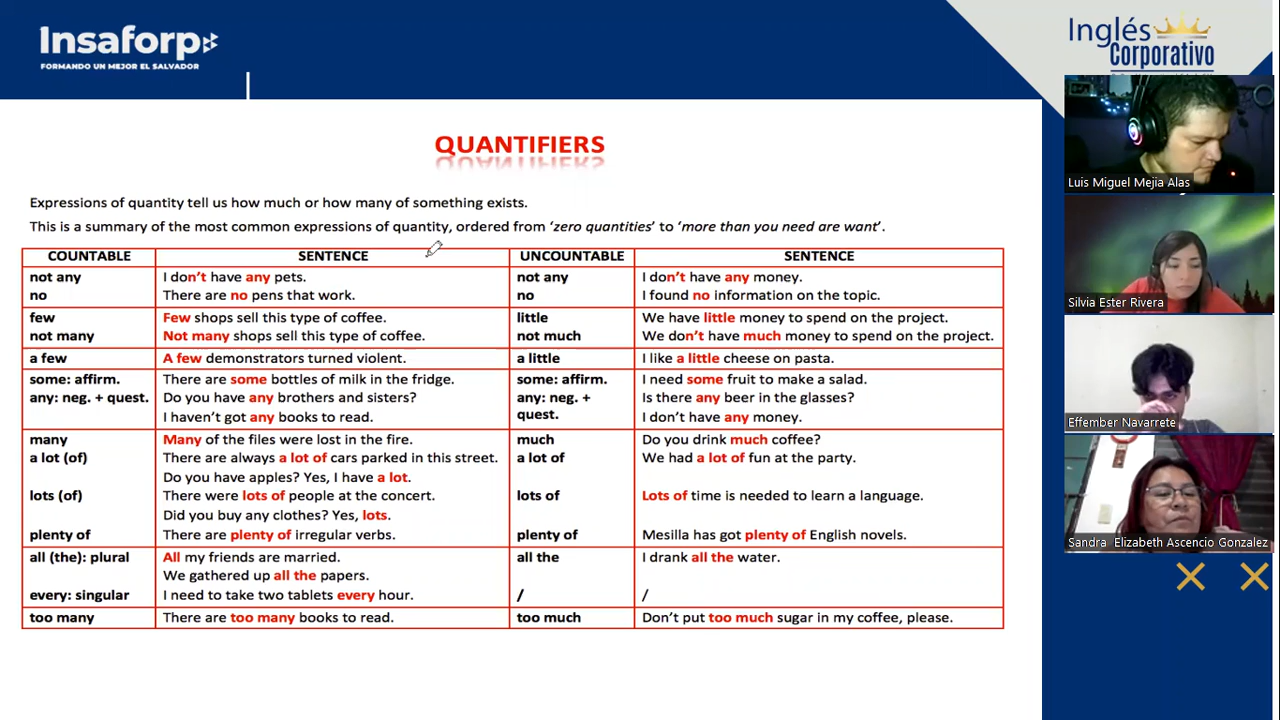 Insaforp
FORMANDO UN MEJOR EL SALVADOR
Inglés
Corporativo
QUANTIFIERS
Expressions of quantity tell us how much or how many of something exists.
This is a summary of the most common expressions of quantity, ordered from ‘zero quantities’ to ‘more than you need are want’.
COUNTABLE SENTENCE UNCOUNTABLE SENTENCE
not any I don’t have any pets. not any I don’t have any money.
no There are no pens that work. no I found no information on the topic.
few Few shops sell this type of coffee. little We have little money to spend on the project.
not many Not many shops sell this type of coffee. not much We don’t have much money to spend on the project.
a few A few demonstrators turned violent. a little I like a little cheese on pasta.
some: affirm. There are some bottles of milk in the fridge. some: affirm. I need some fruit to make a salad.
any: neg. + quest. Do you have any brothers and sisters? any: neg. + Is there any beer in the glasses?
I haven’t got any books to read. quest. I don’t have any money.
many Many of the files were lost in the fire. much Do you drink much coffee?
a lot (of) There are always a lot of cars parked in this street. a lot of We had a lot of fun at the party.
Do you have apples? Yes, I have a lot.
lots (of) There were lots of people at the concert. lots of Lots of time is needed to learn a language.
Did you buy any clothes? Yes, lots.
plenty of There are plenty of irregular verbs. plenty of Mesilla has got plenty of English novels.
all (the): plural All my friends are married. all the I drank all the water.
We gathered up all the papers.
every: singular I need to take two tablets every hour. / /
too many There are too many books to read. too much Don’t put too much sugar in my coffee, please.
Luis Miguel Mejia Alas
Silvia Ester Rivera
Effember Navarrete
Sandra Elizabeth Ascencio Gonzalez